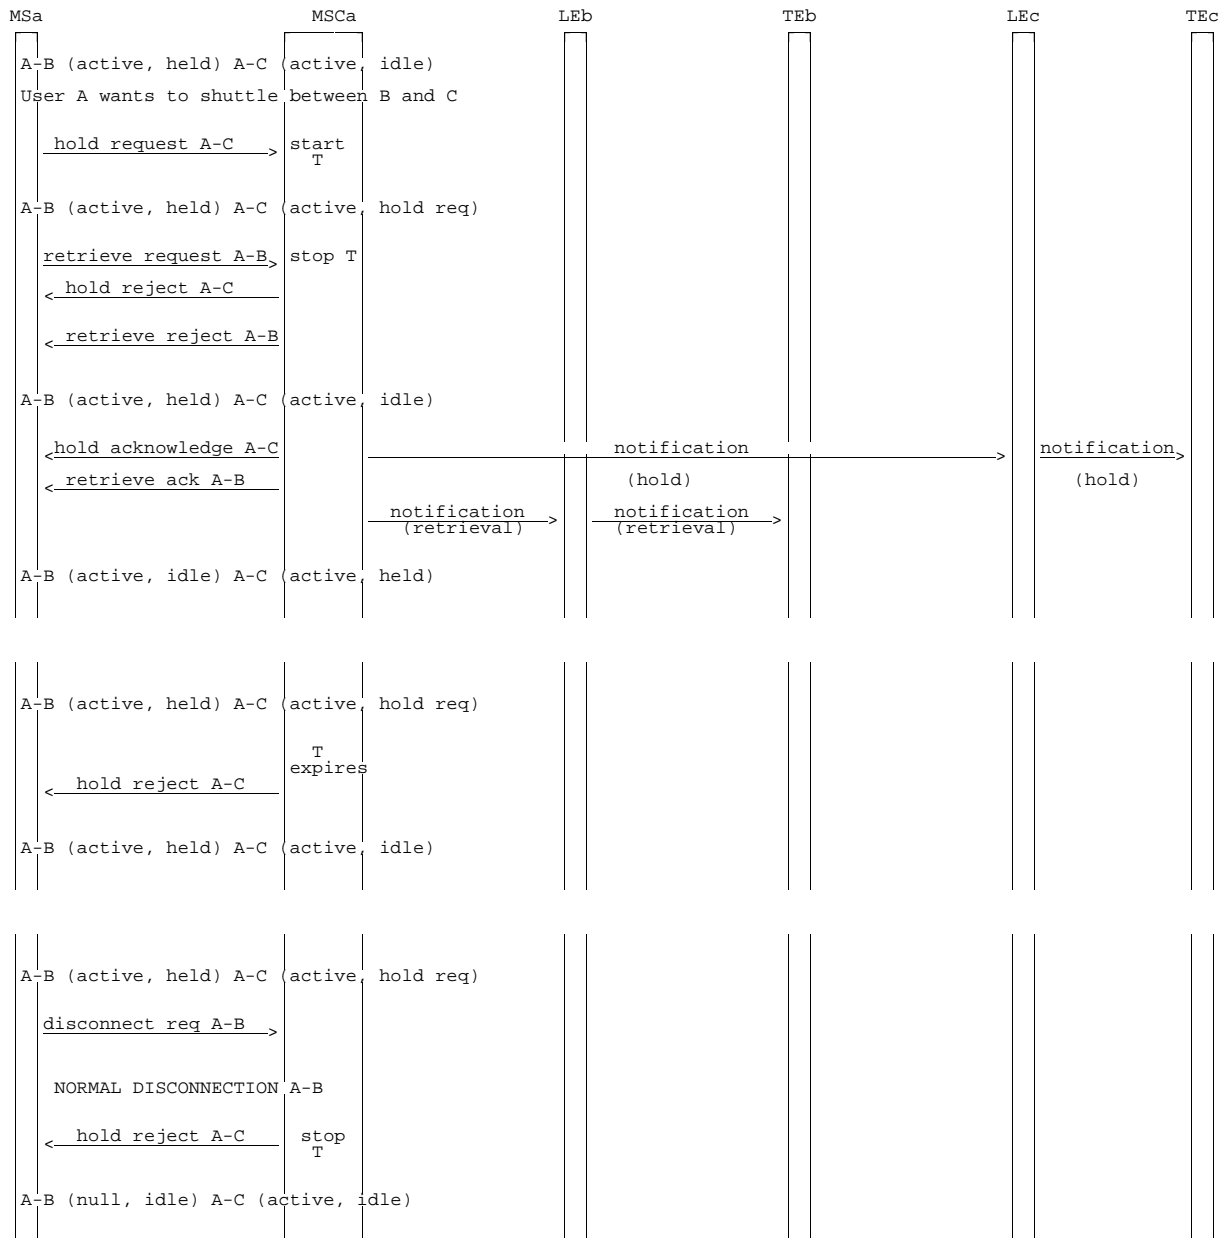 MSa MSCa LEb TEb LEc TEc
A-B (active, held) A-C (active, idle)
User A wants to shuttle between B and C
hold request A-C start
T
A-B (active, held) A-C (active, hold req)
retrieve request A-B stop T
hold reject A-C
retrieve reject A-B
A-B (active, held) A-C (active, idle)
hold acknowledge A-C notification notification
retrieve ack A-B (hold) (hold)
notification notification
(retrieval) (retrieval)
A-B (active, idle) A-C (active, held)
A-B (active, held) A-C (active, hold req)
T
expires
hold reject A-C
A-B (active, held) A-C (active, idle)
A-B (active, held) A-C (active, hold req)
disconnect req A-B
NORMAL DISCONNECTION A-B
hold reject A-C stop
T
A-B (null, idle) A-C (active, idle)